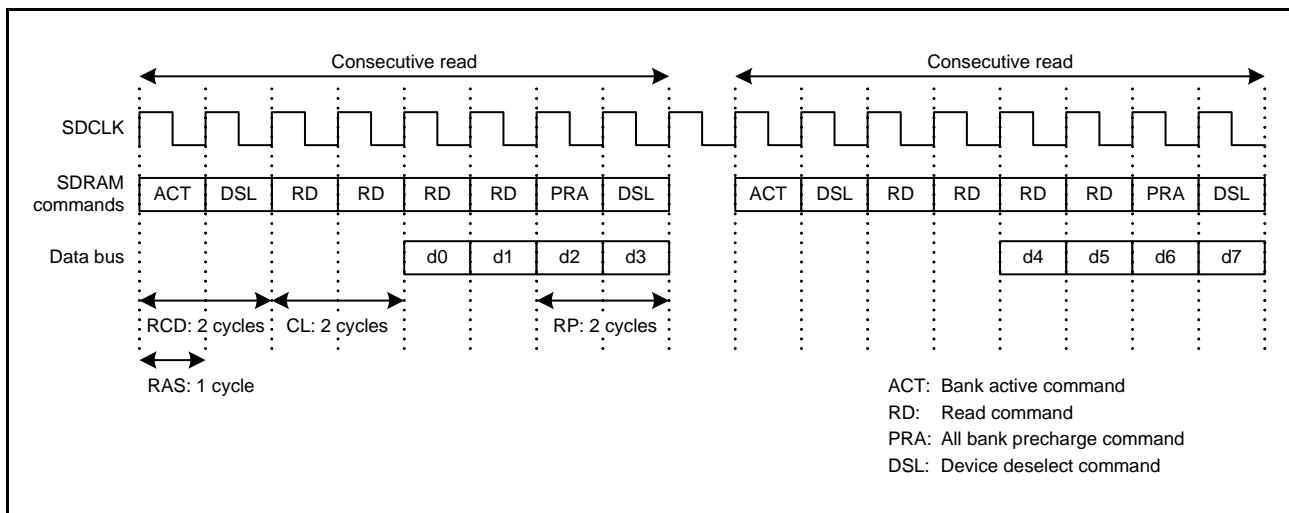 Consecutive read Consecutive read
SDCLK
SDRAM commands ACT DSL RD RD RD RD PRA DSL ACT DSL RD RD RD RD PRA DSL
Data bus d0 d1 d2 d3 d4 d5 d6 d7
RCD: 2 cycles CL: 2 cycles RP: 2 cycles
RAS: 1 cycle
ACT: Bank active command
RD: Read command
PRA: All bank precharge command
DSL: Device deselect command